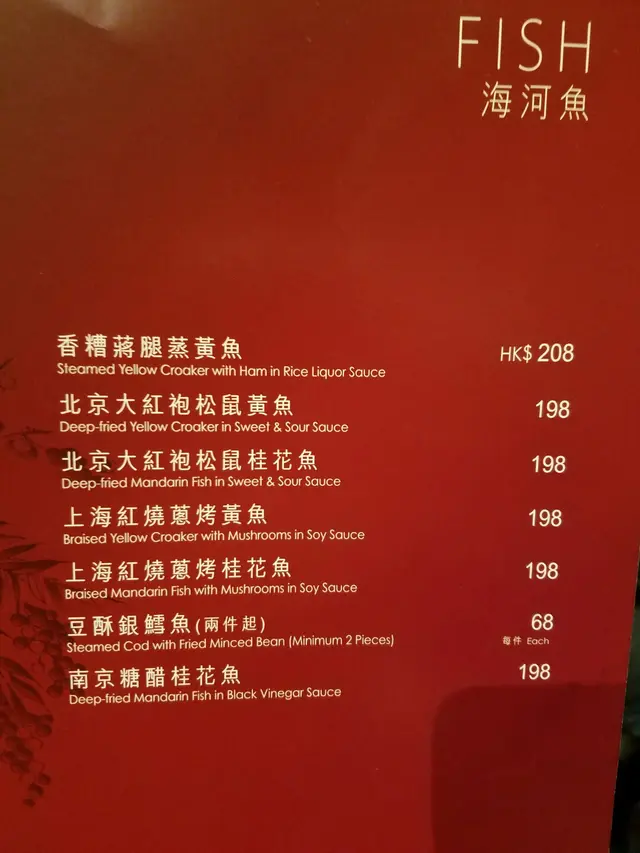 FISH
海河魚
香糟蔣腿蒸黃魚
HK$ 208
Steamed Yellow Croaker with Ham in Rice Liquor Sauce
北京大紅袍松鼠黃魚
198
Deep-fried Yellow Croaker in Sweet & Sour Sauce
北京大紅袍松鼠桂花魚
198
Deep-fried Mandarin Fish in Sweet & Sour Sauce
上海紅燒蔥烤黃魚
198
Braised Yellow Croaker with Mushrooms in Soy Sauce
上海紅燒蔥烤桂花魚
198
Braised Mandarin Fish with Mushrooms in Soy Sauce
豆酥銀鱈魚(兩件起)
68
Steamed Cod with Fried Minced Bean (Minimum 2 Pieces)
每件 Each
南京糖醋桂花魚
198
Deep-fried Mandarin Fish in Black Vinegar Sauce